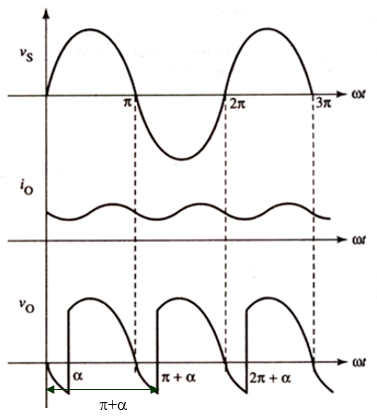 vS
π 2π 3π ωt
iO
ωt
vO
α π + α 2π + α ωt
π+α